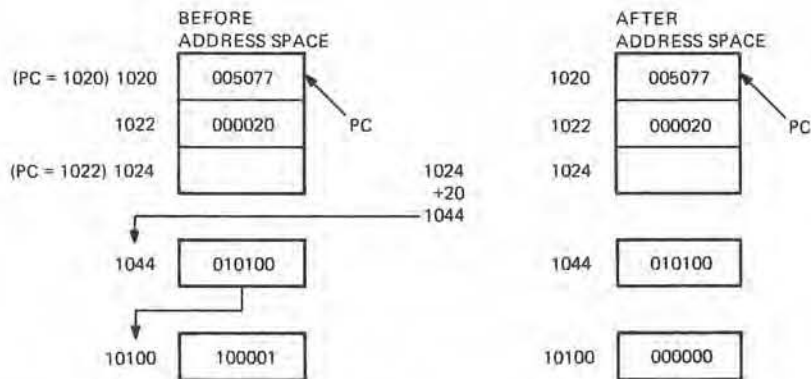 BEFORE
ADDRESS SPACE
(PC = 1020) 1020 005077
1022 000020 PC
(PC = 1022) 1024
1024
+20
1044
1044 010100
10100 100001
AFTER
ADDRESS SPACE
1020 005077
1022 000020 PC
1024
1044 010100
10100 000000